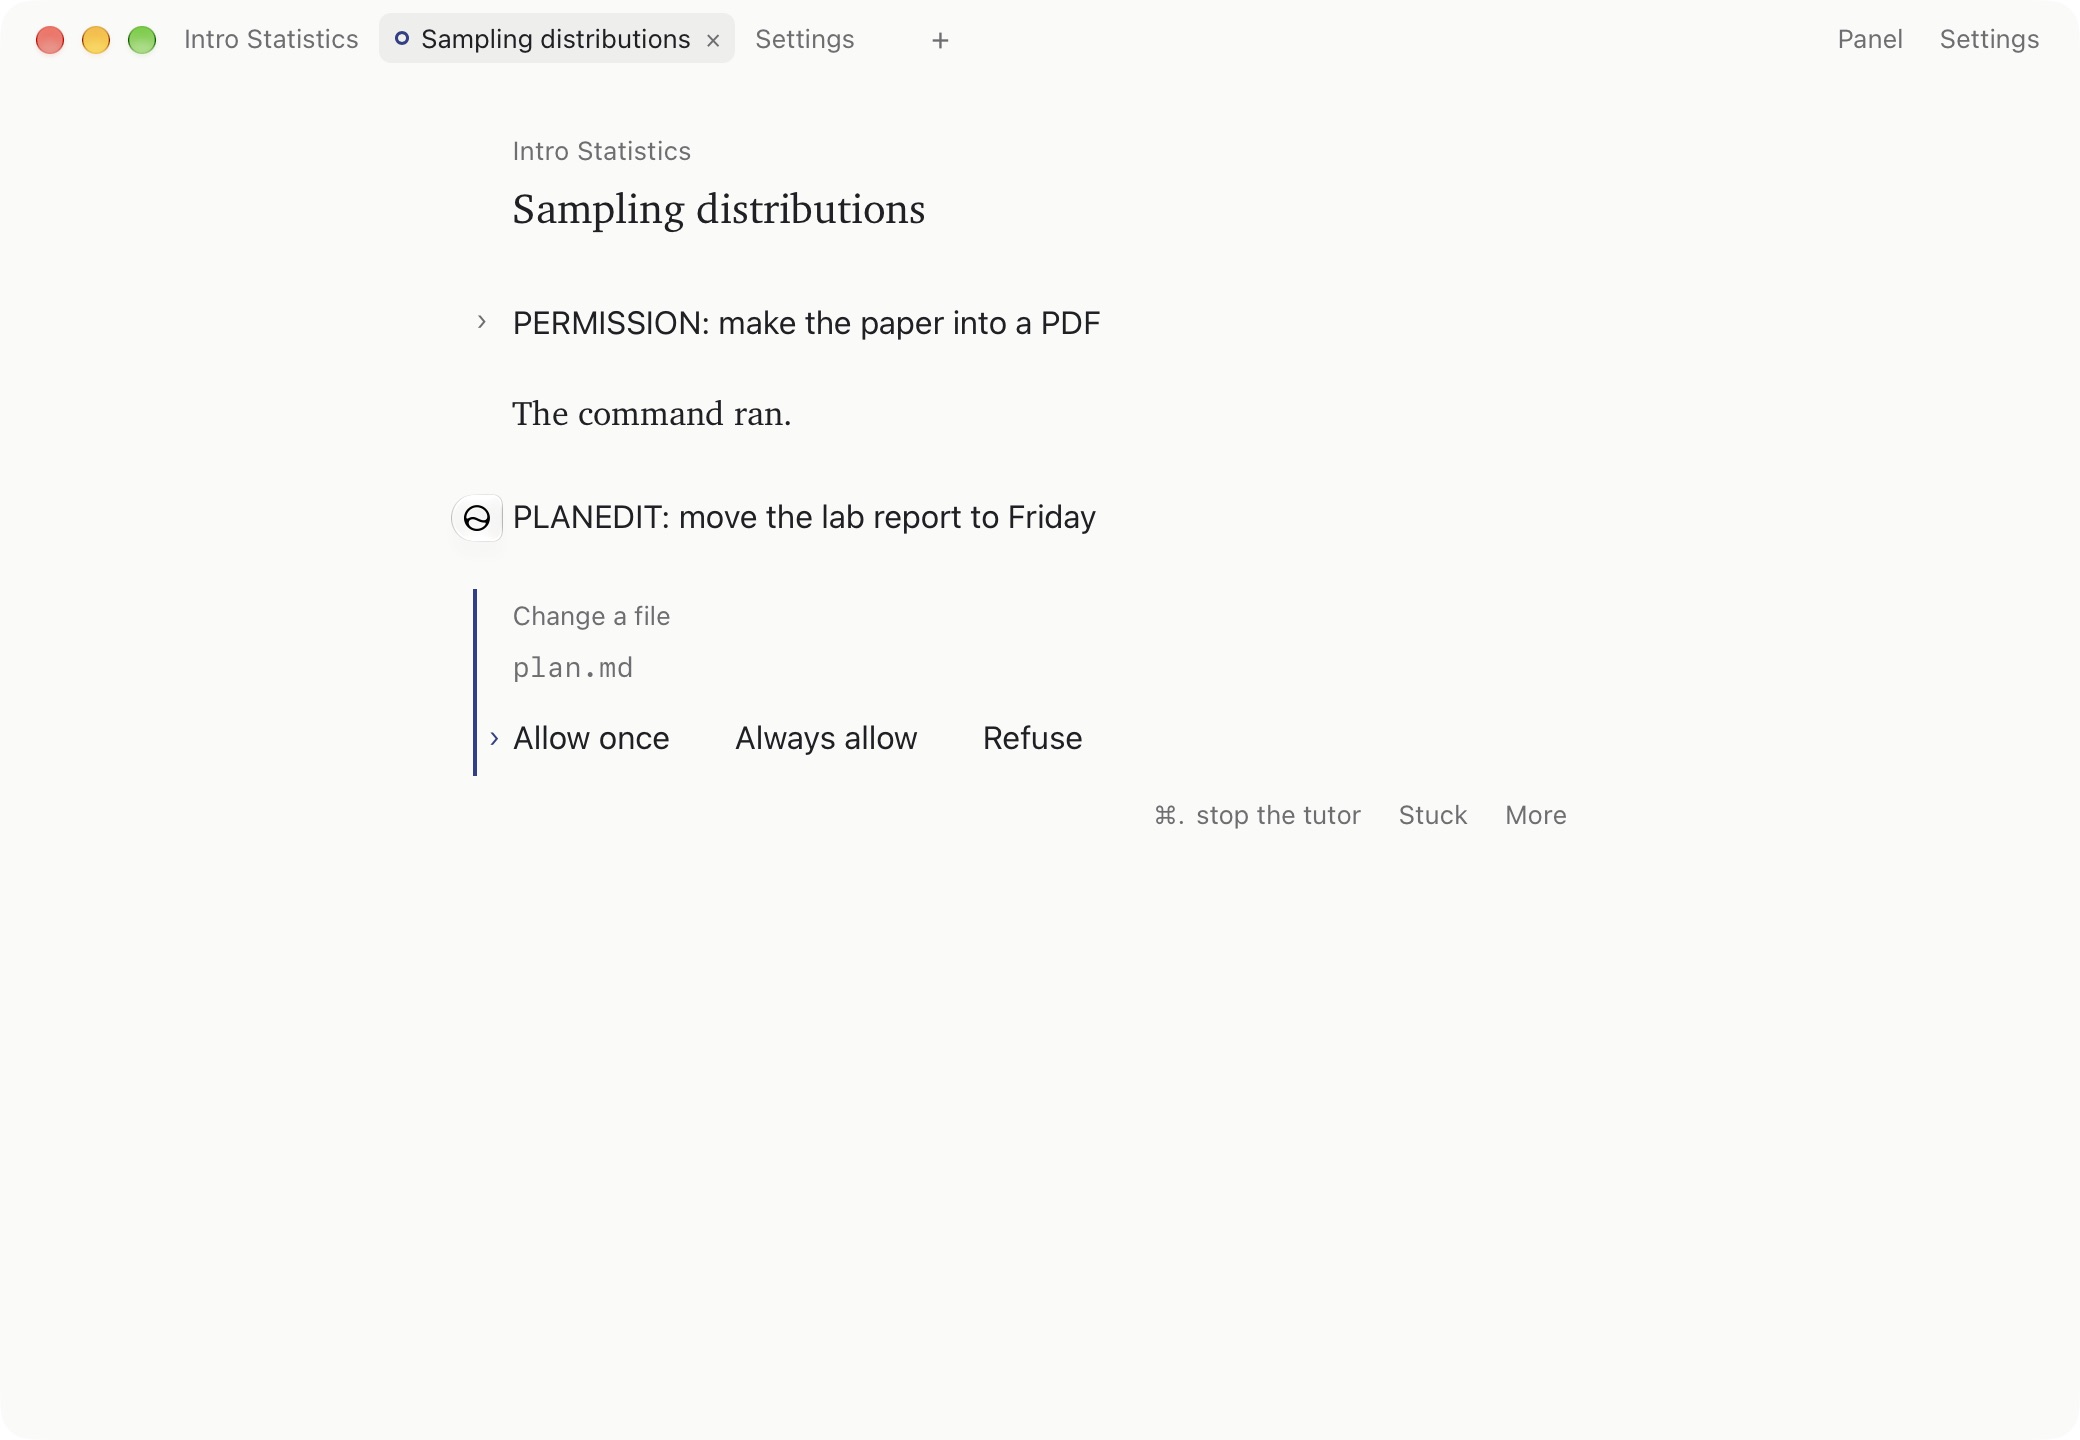 Intro Statistics
Sampling distributions ×
Settings
+
Panel
Settings
Intro Statistics
Sampling distributions
› PERMISSION: make the paper into a PDF
The command ran.
PLANEDIT: move the lab report to Friday
Change a file
plan.md
› Allow once Always allow Refuse
⌘. stop the tutor Stuck More